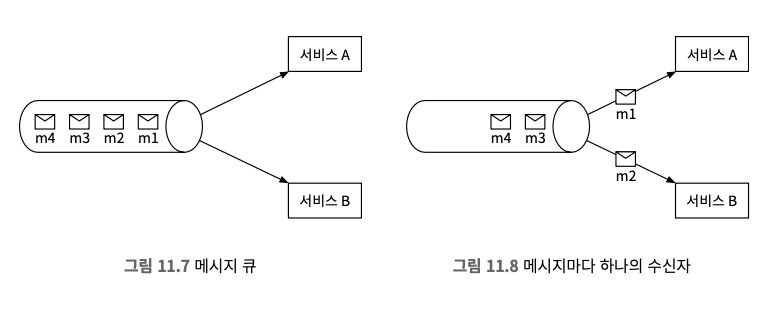 서비스 A
m4 m3 m2 m1
서비스 B
그림 11.7 메시지 큐
서비스 A
m1
m4 m3
m2
서비스 B
그림 11.8 메시지마다 하나의 수신자